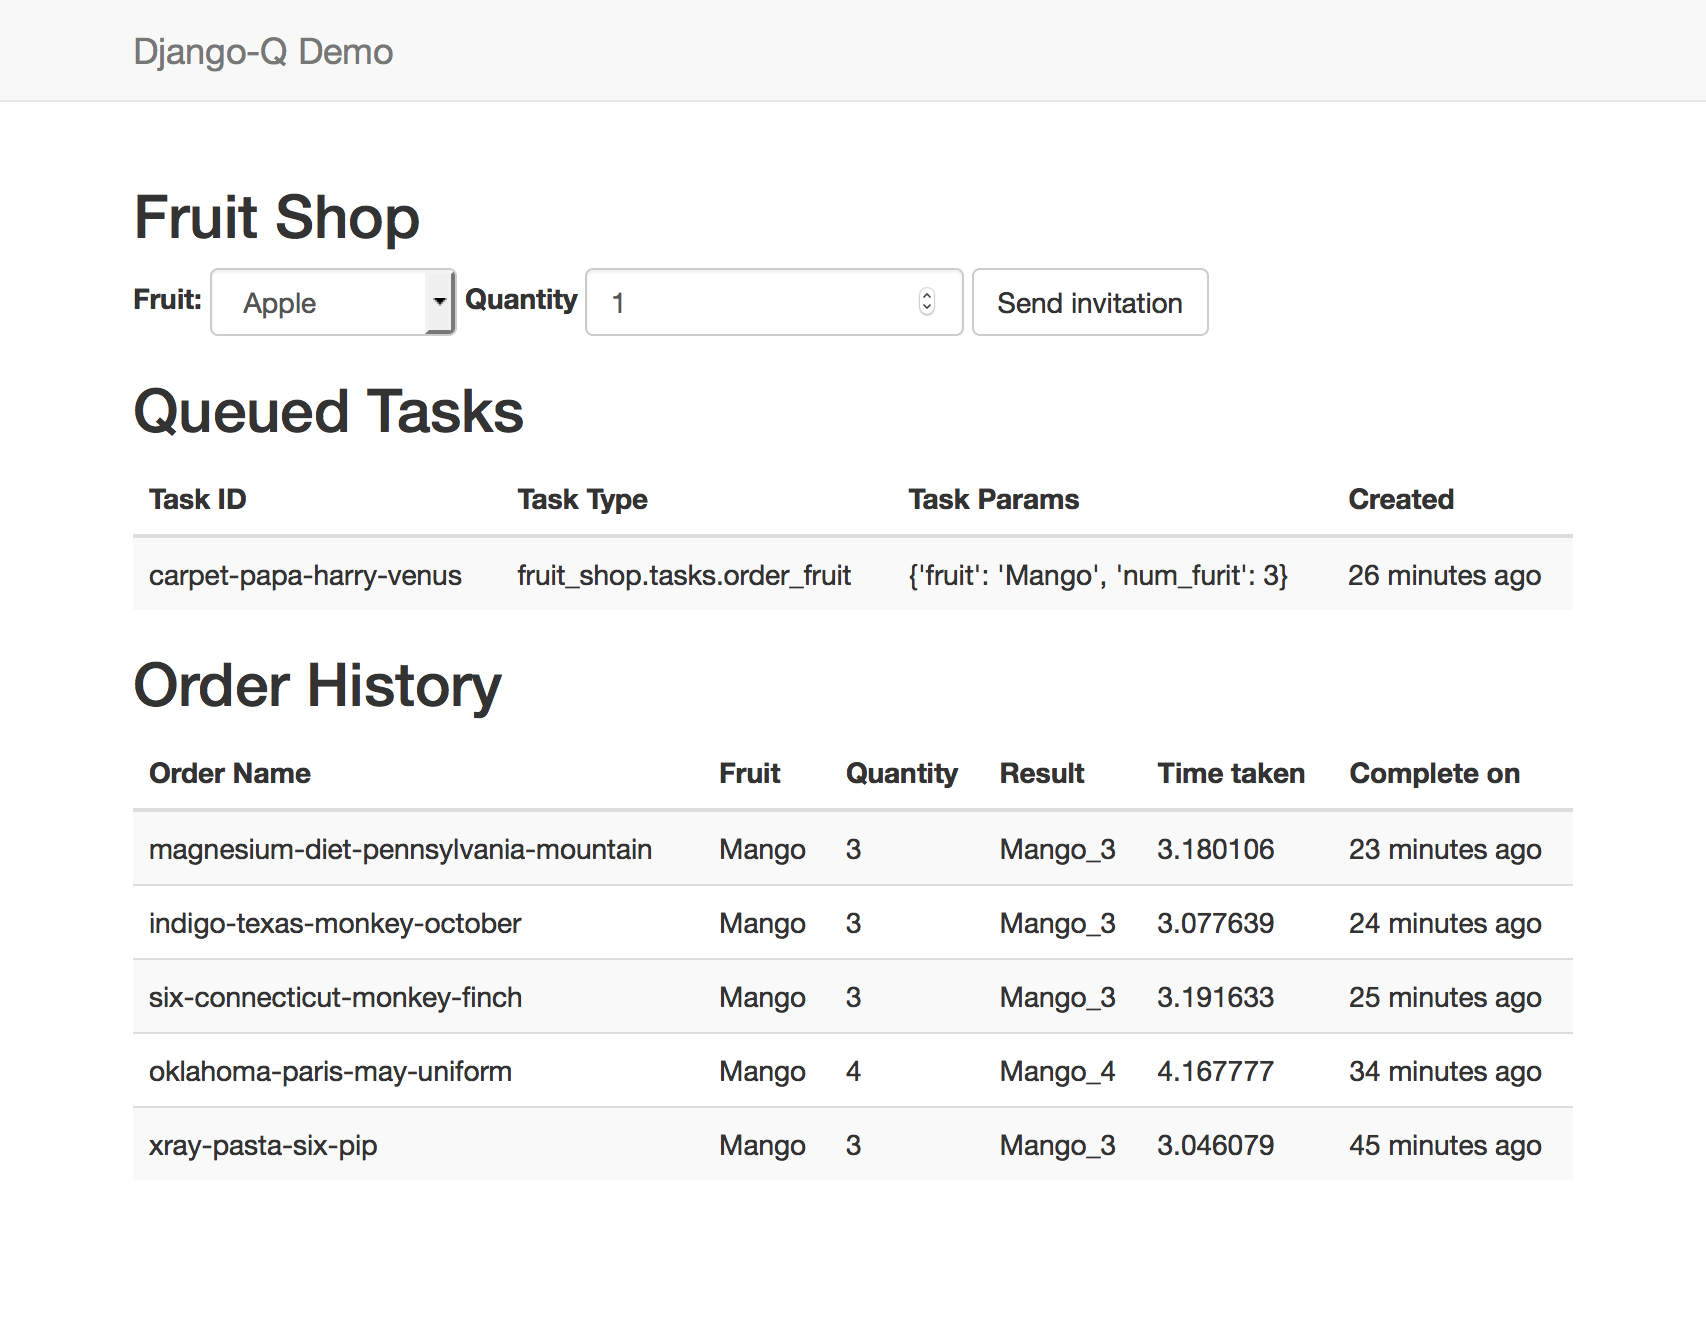 Django-Q Demo
Fruit Shop
Fruit: Apple Quantity 1 Send invitation
Queued Tasks
Task ID Task Type Task Params Created
carpet-papa-harry-venus fruit_shop.tasks.order_fruit {'fruit': 'Mango', 'num_furit': 3} 26 minutes ago
Order History
Order Name Fruit Quantity Result Time taken Complete on
magnesium-diet-pennsylvania-mountain Mango 3 Mango_3 3.180106 23 minutes ago
indigo-texas-monkey-october Mango 3 Mango_3 3.077639 24 minutes ago
six-connecticut-monkey-finch Mango 3 Mango_3 3.191633 25 minutes ago
oklahoma-paris-may-uniform Mango 4 Mango_4 4.167777 34 minutes ago
xray-pasta-six-pip Mango 3 Mango_3 3.046079 45 minutes ago